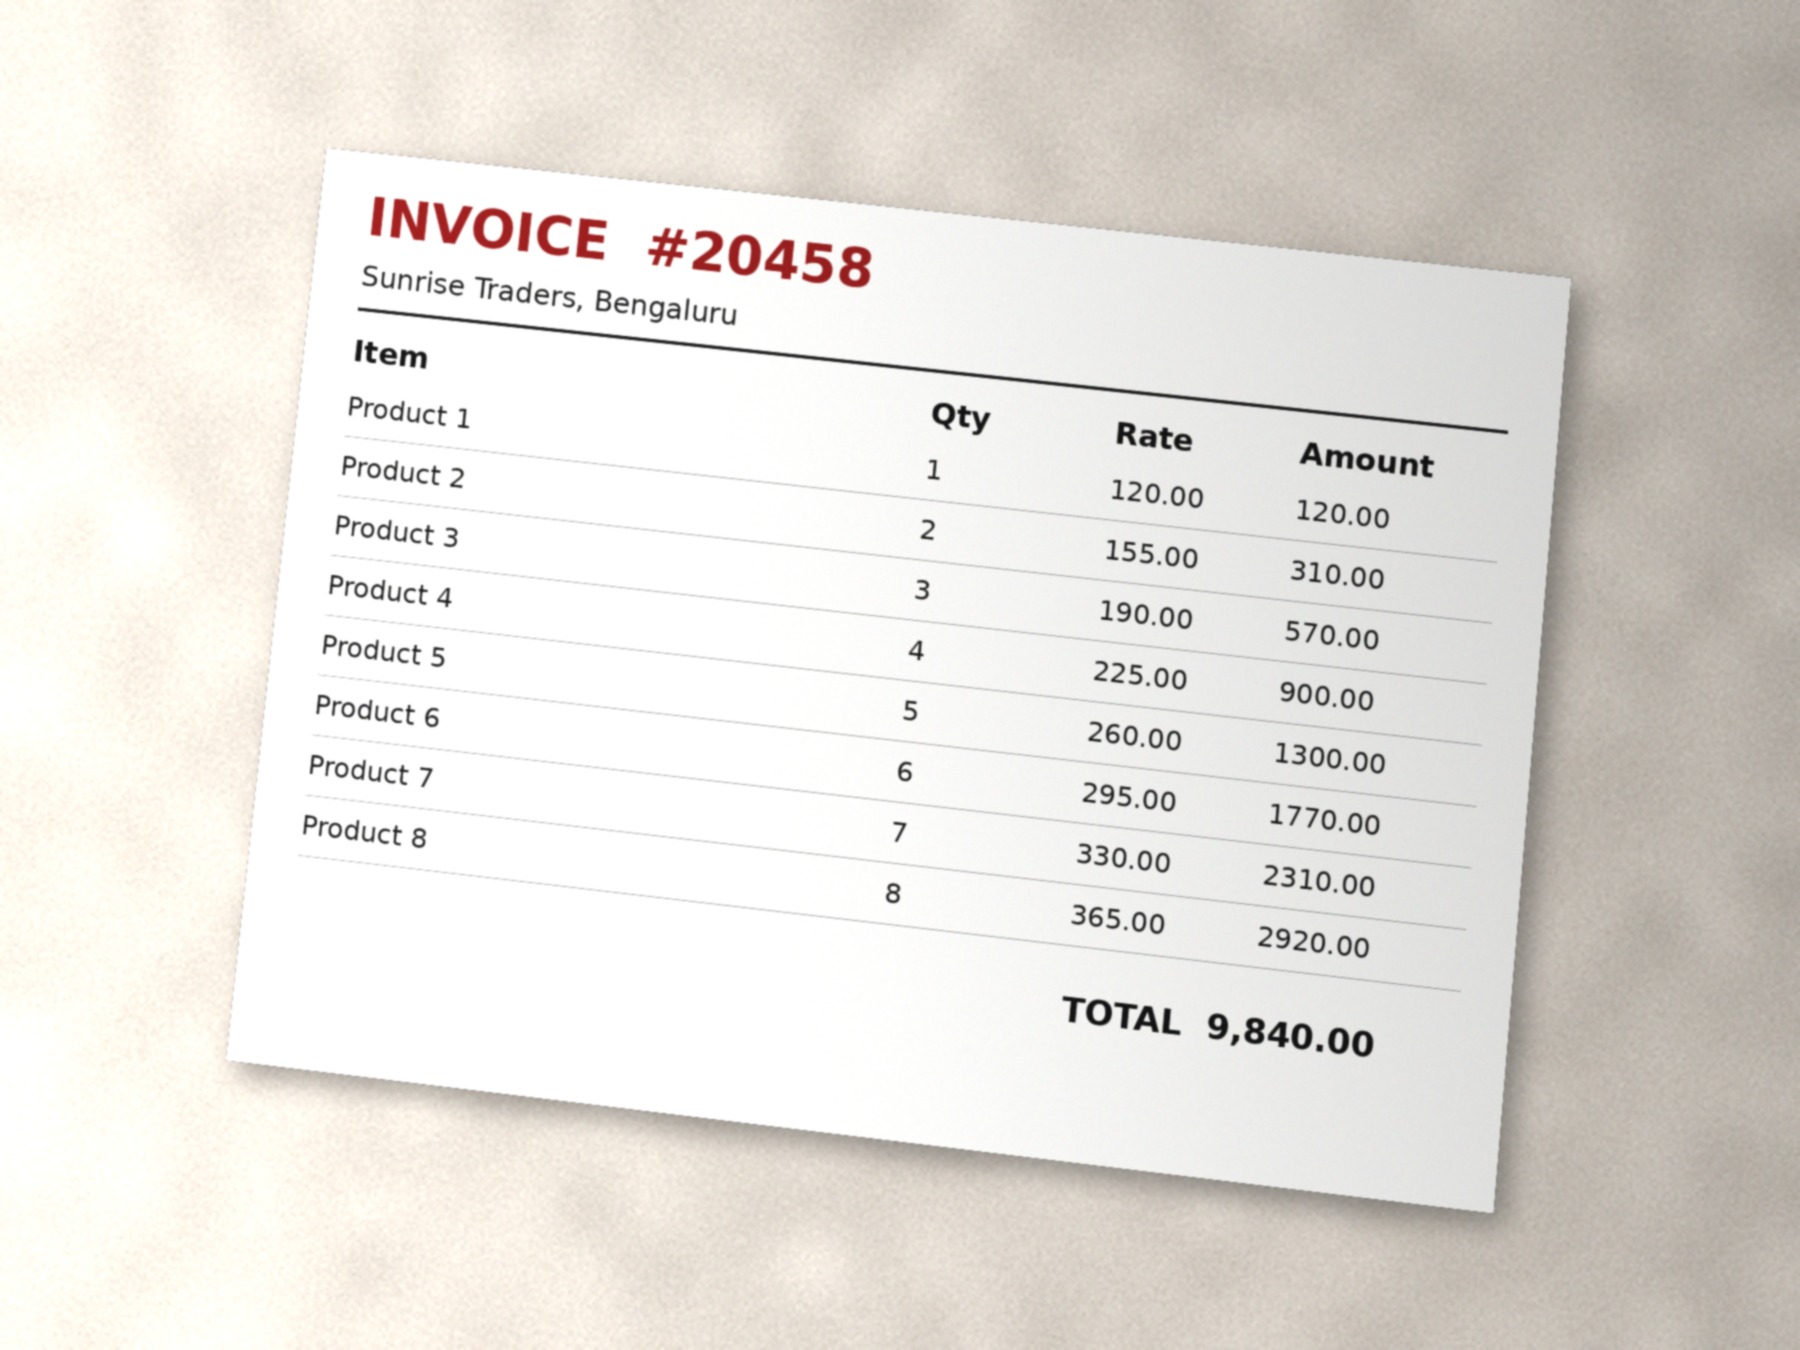 INVOICE #20458
Sunrise Traders, Bengaluru
Item Qty Rate Amount
Product 1 1 120.00 120.00
Product 2 2 155.00 310.00
Product 3 3 190.00 570.00
Product 4 4 225.00 900.00
Product 5 5 260.00 1300.00
Product 6 6 295.00 1770.00
Product 7 7 330.00 2310.00
Product 8 8 365.00 2920.00
TOTAL 9,840.00